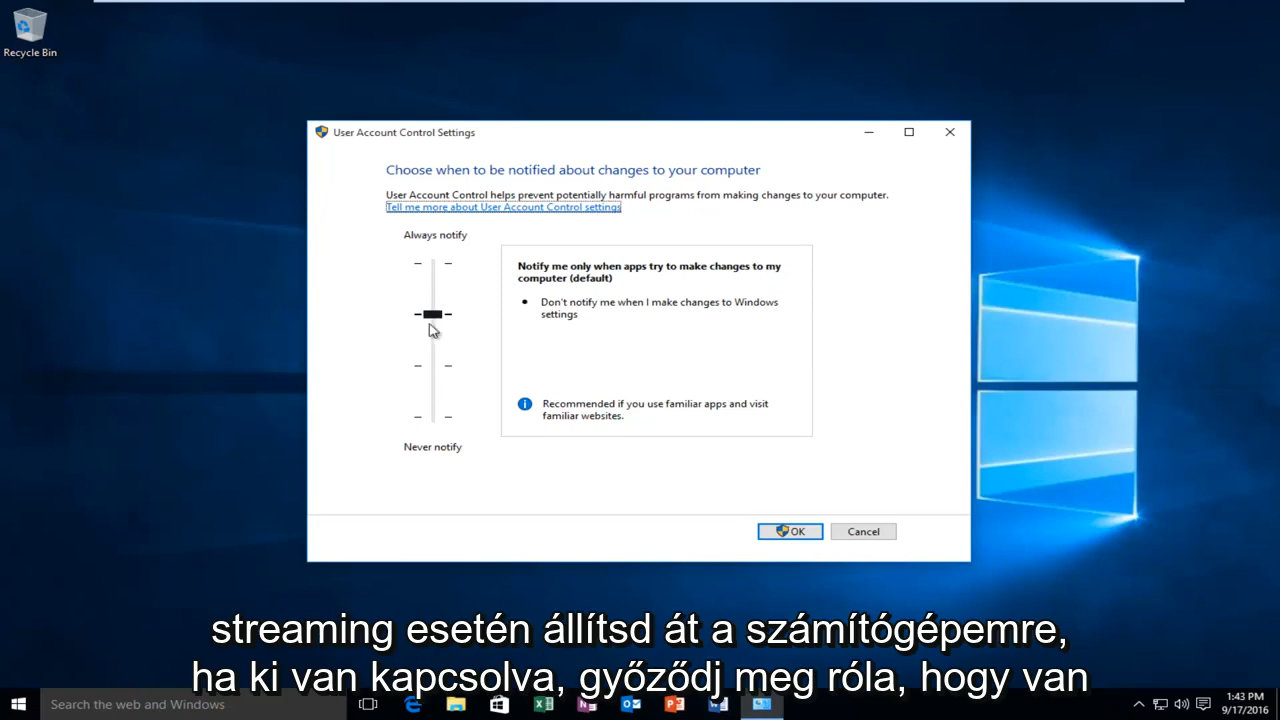 Recycle Bin
User Account Control Settings
Choose when to be notified about changes to your computer
User Account Control helps prevent potentially harmful programs from making changes to your computer.
Tell me more about User Account Control settings
Always notify
Notify me only when apps try to make changes to my
computer (default)
Don't notify me when I make changes to Windows
settings
Recommended if you use familiar apps and visit
familiar websites.
Never notify
OK
Cancel
streaming esetén állítsd át a számítógépemre,
ha ki van kapcsolva, győződj meg róla, hogy van
Search the web and Windows
1:43 PM
9/17/2016